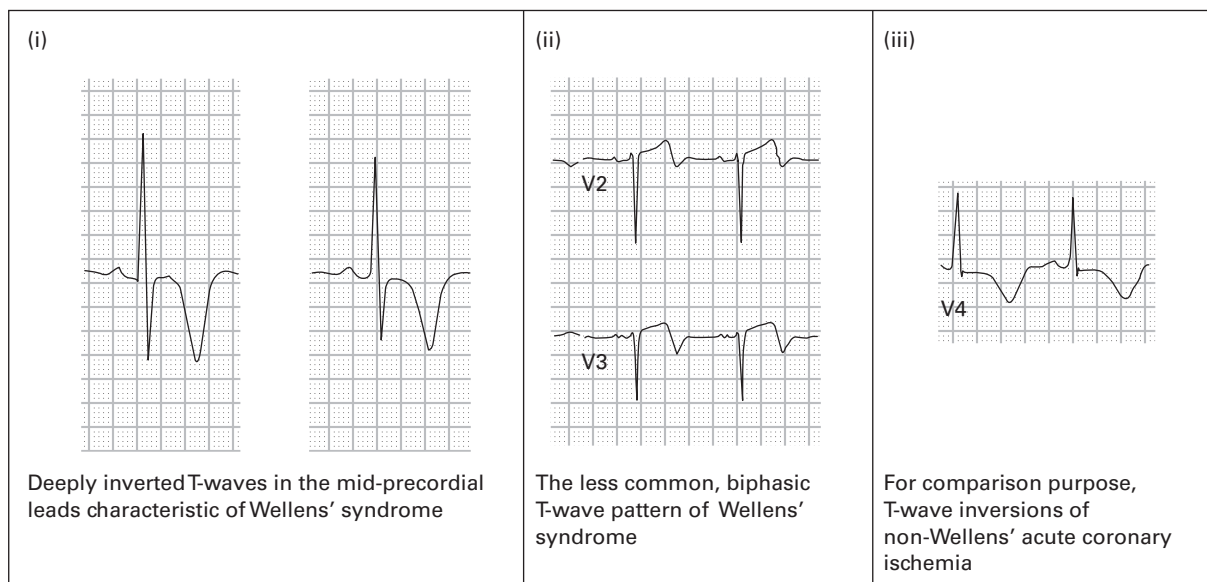 (i)
Deeply inverted T-waves in the mid-precordial
leads characteristic of Wellens' syndrome
(ii)
V2
V3
The less common, biphasic
T-wave pattern of Wellens'
syndrome
(iii)
V4
For comparison purpose,
T-wave inversions of
non-Wellens' acute coronary
ischemia